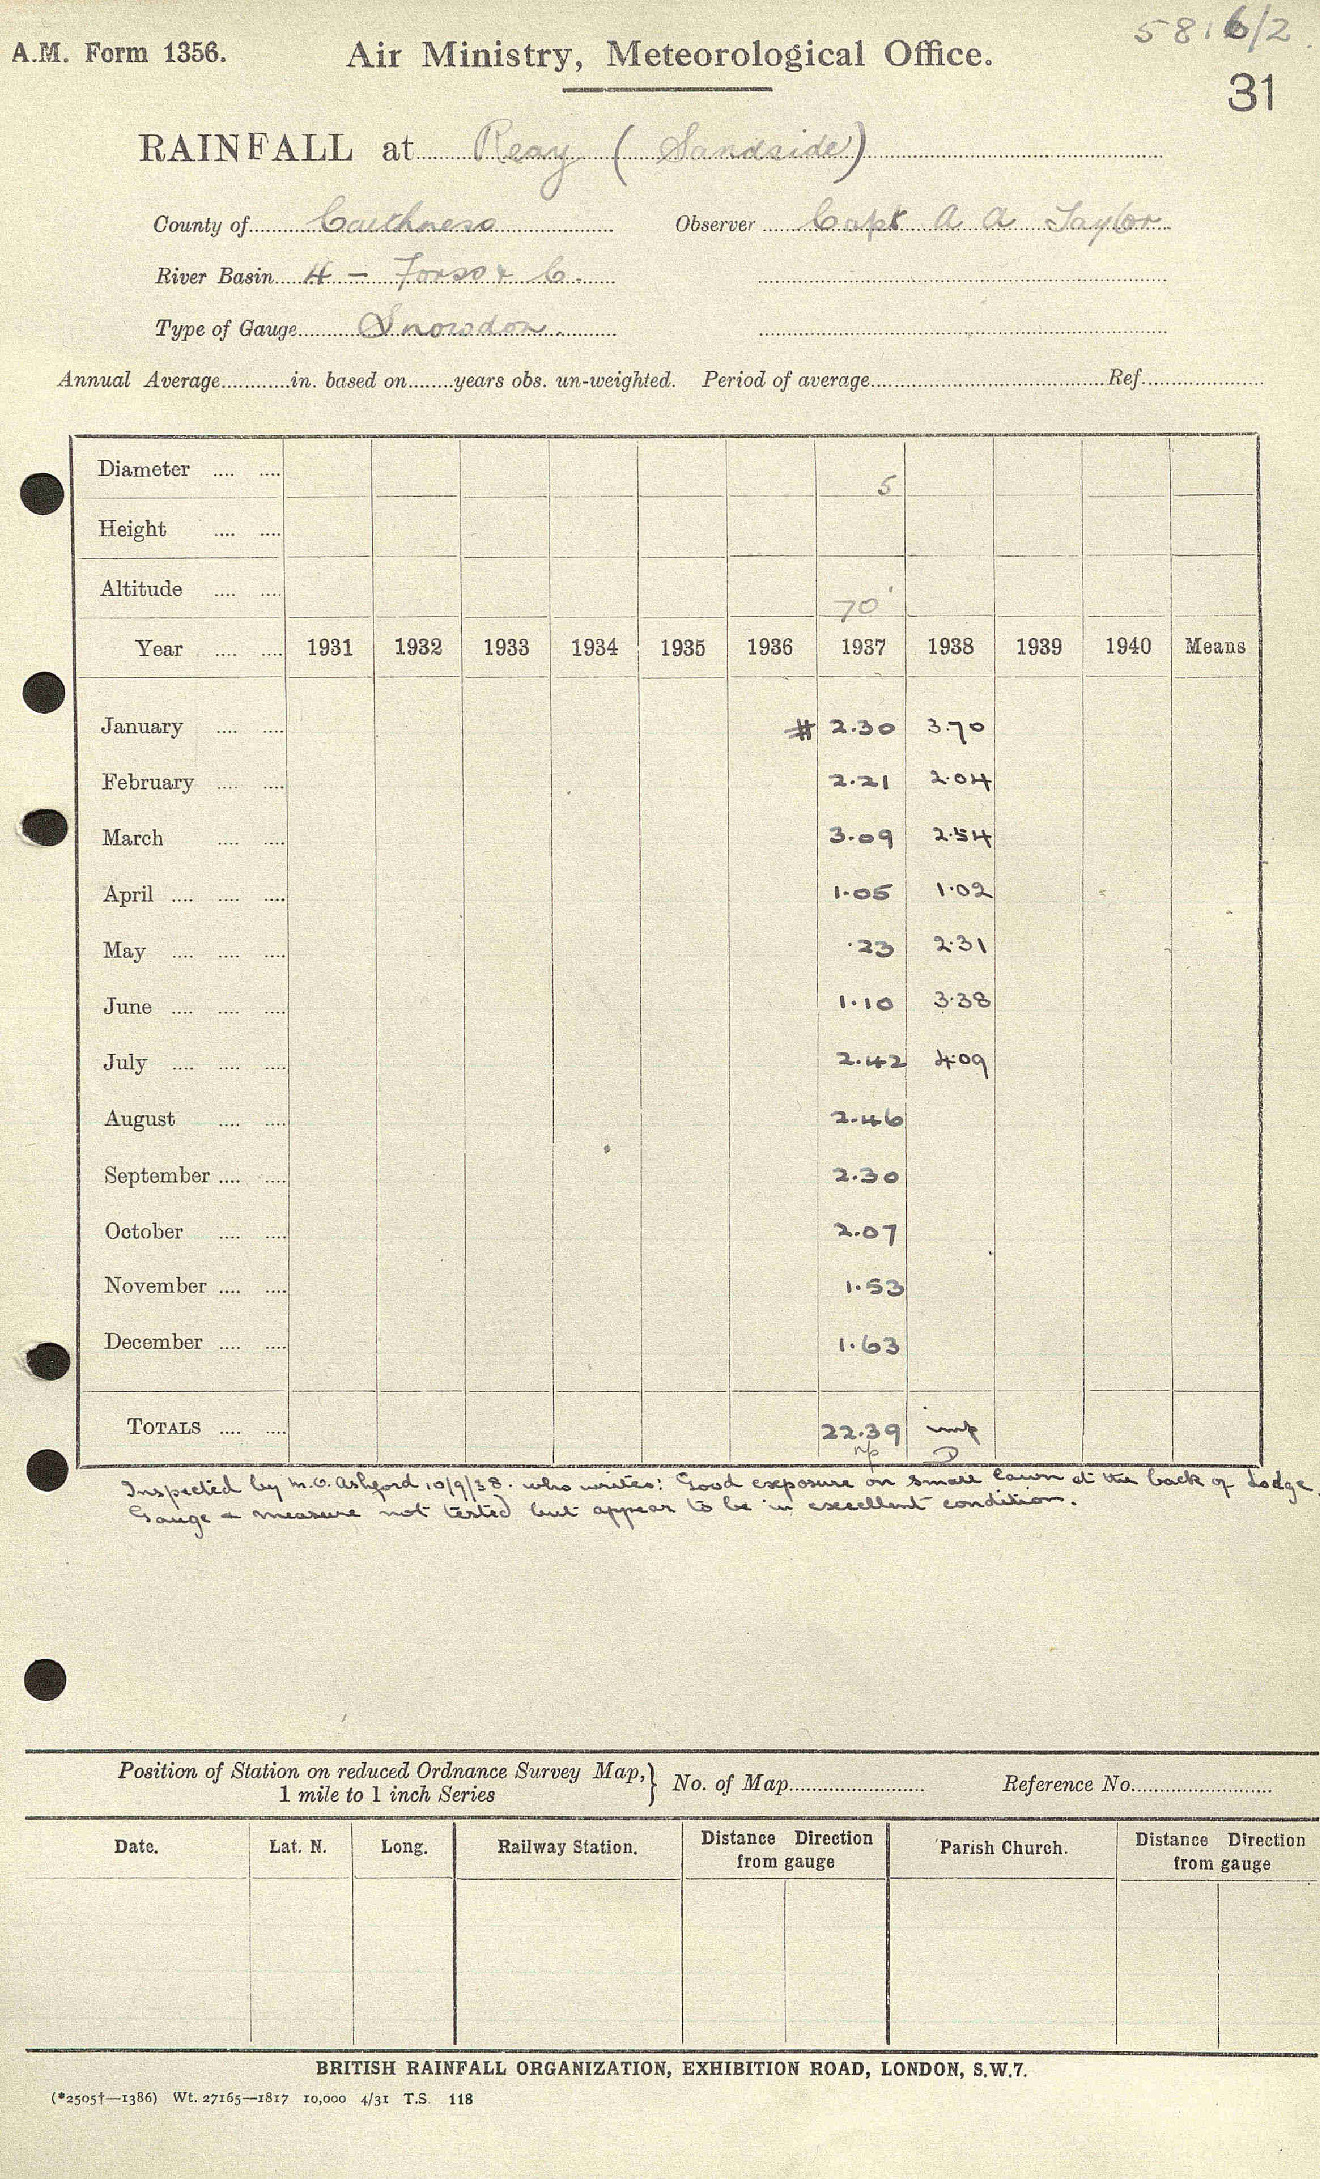 5816/2.
A.M. Form 1356. Air Ministry, Meteorological Office.
31
RAINFALL at Reay (Sandside)
County of Caithness Observer Capt A A Taylor
River Basin 4 – Forss & C.
Type of Gauge Snowdon
Annual Average............in. based on........years obs. un-weighted. Period of average............ Ref............
Diameter .... .... 5
Height .... ....
Altitude .... .... 70'
Year .... .... 1931 1932 1933 1934 1935 1936 1937 1938 1939 1940 Means
January .... .... # 2.30 3.70
February .... .... 2.21 2.04
March .... .... 3.09 2.54
April .... .... .... 1.05 1.02
May .... .... .... .23 2.31
June .... .... .... 1.10 3.38
July .... .... .... 2.42 4.09
August .... .... 2.46
September .... .... 2.30
October .... .... 2.07
November .... .... 1.53
December .... .... 1.63
TOTALS .... .... 22.39 imp
Inspected by M.O. Ashford 10/9/38. who writes: Good exposure on small lawn at the back of Lodge.
Gauge & measure not tested but appear to be in excellent condition.
Position of Station on reduced Ordnance Survey Map, } No. of Map............ Reference No............
1 mile to 1 inch Series
Date. Lat. N. Long. Railway Station. Distance Direction from gauge Parish Church. Distance Direction from gauge
BRITISH RAINFALL ORGANIZATION, EXHIBITION ROAD, LONDON, S.W.7.
(*2505†—1386) Wt. 27165—1817 10,000 4/31 T.S. 118